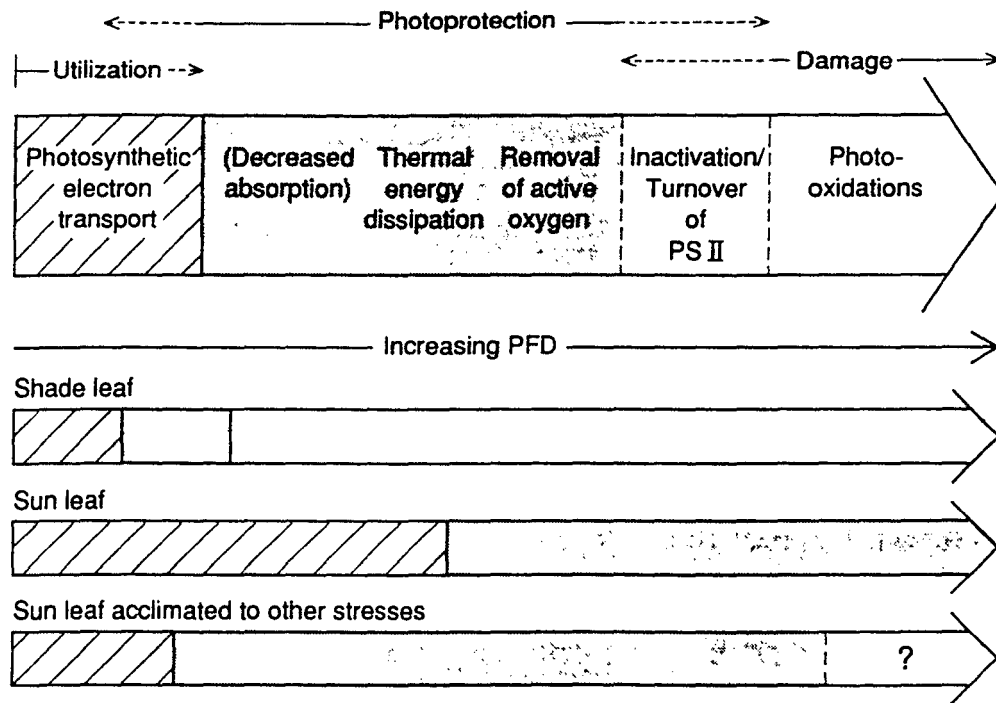 Photoprotection
Utilization
Damage
Photosynthetic
electron
transport
(Decreased
absorption)
Thermal
energy
dissipation
Removal
of active
oxygen
Inactivation/
Turnover
of
PS II
Photo-
oxidations
Increasing PFD
Shade leaf
Sun leaf
Sun leaf acclimated to other stresses
?